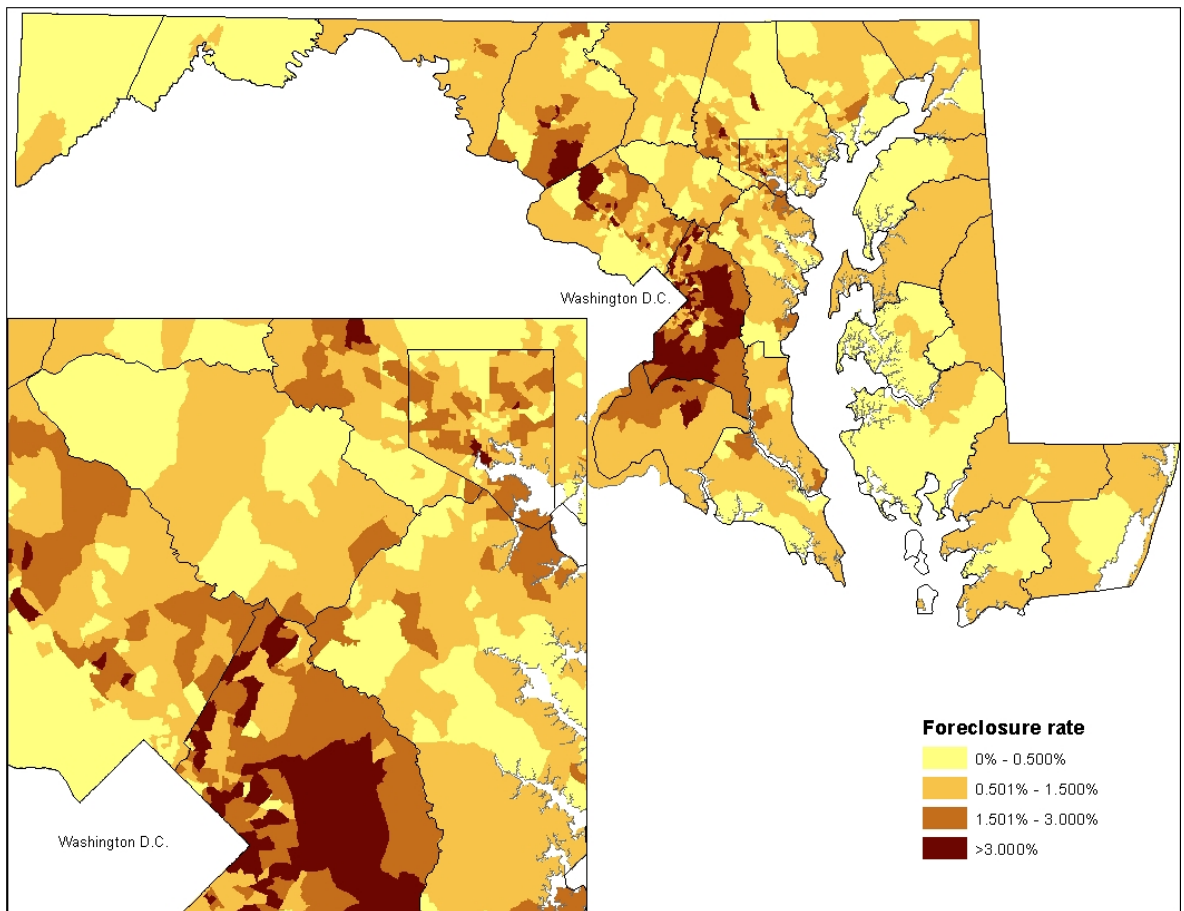 Washington D.C.
Washington D.C.
Foreclosure rate
0% - 0.500%
0.501% - 1.500%
1.501% - 3.000%
>3.000%